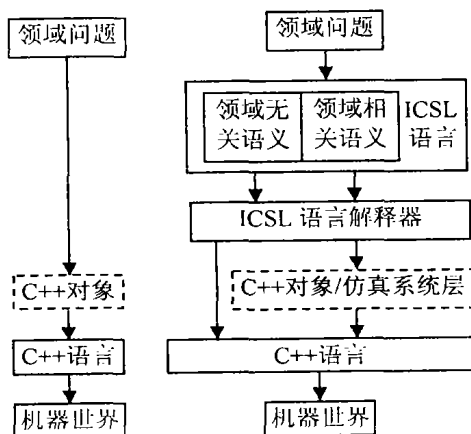 领域问题
C++对象
C++语言
机器世界
领域问题
领域无
关语义
领域相
关语义
ICSL
语言
ICSL 语言解释器
C++对象/仿真系统层
C++语言
机器世界